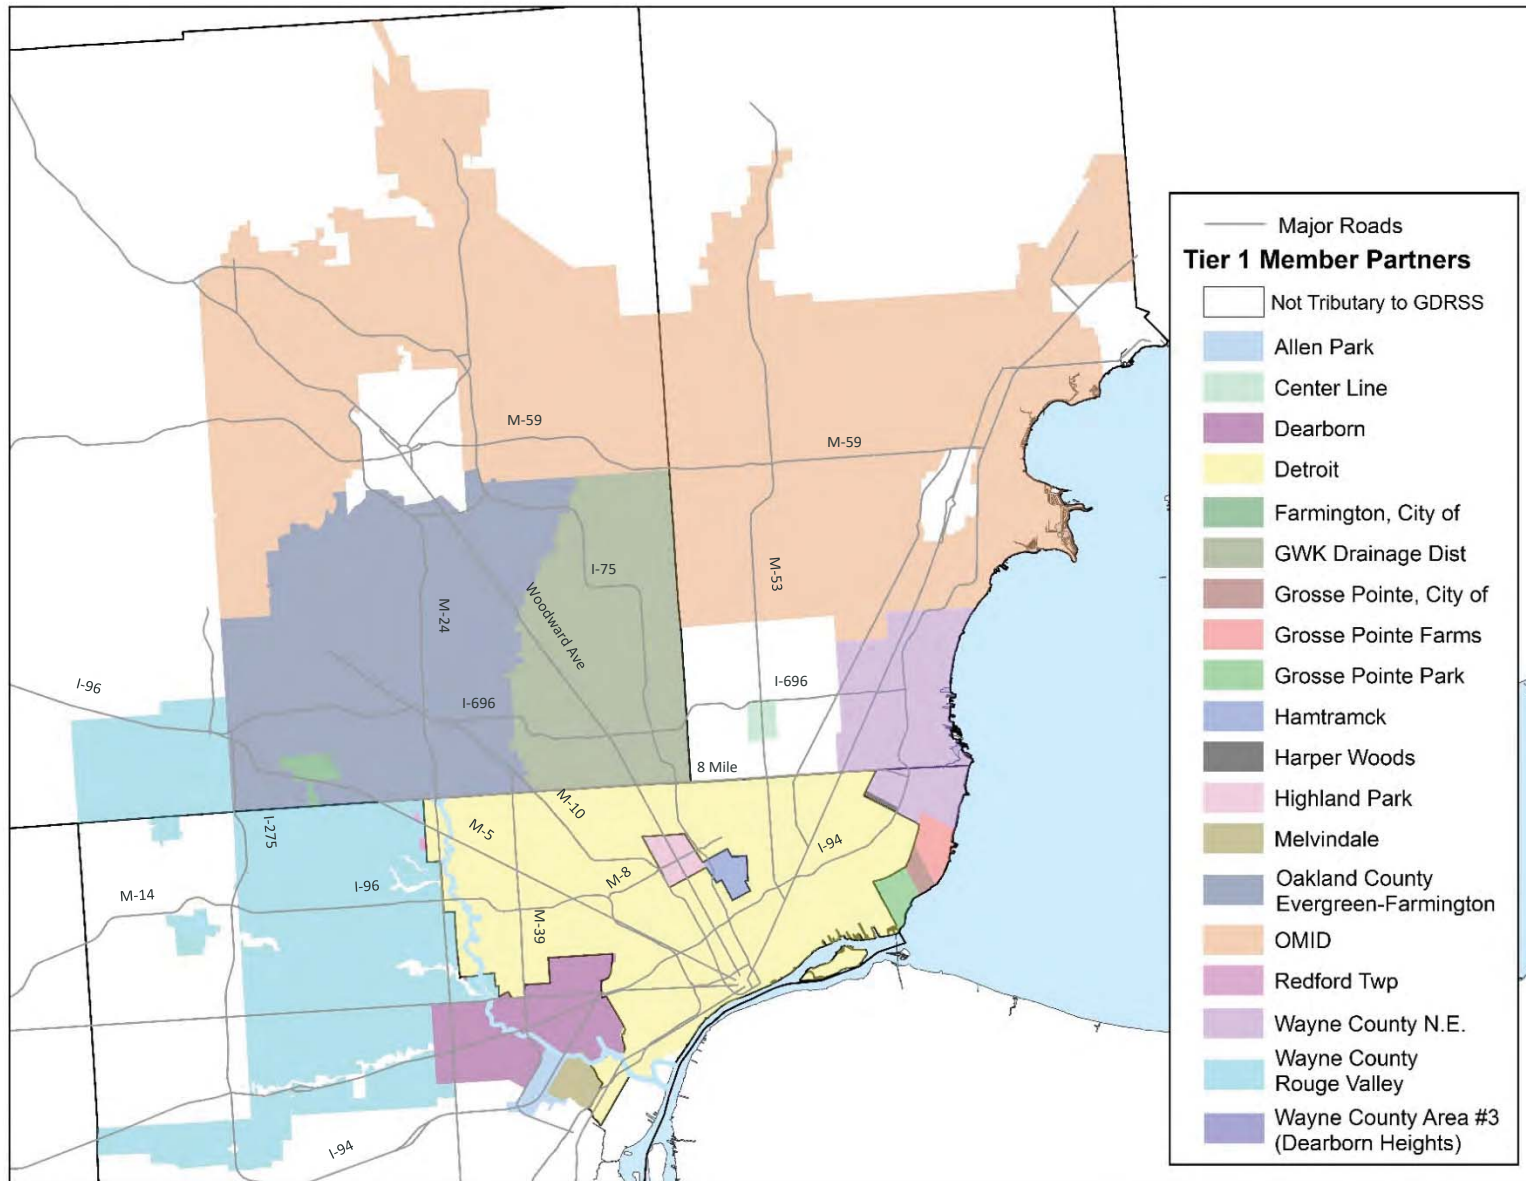 M-59
M-59
I-75
M-53
Woodward Ave
M-24
I-96
I-696
I-696
8 Mile
M-10
M-5
I-275
I-94
M-8
I-96
M-14
M-39
I-94
Major Roads
Tier 1 Member Partners
Not Tributary to GDRSS
Allen Park
Center Line
Dearborn
Detroit
Farmington, City of
GWK Drainage Dist
Grosse Pointe, City of
Grosse Pointe Farms
Grosse Pointe Park
Hamtramck
Harper Woods
Highland Park
Melvindale
Oakland County
Evergreen-Farmington
OMID
Redford Twp
Wayne County N.E.
Wayne County
Rouge Valley
Wayne County Area #3
(Dearborn Heights)